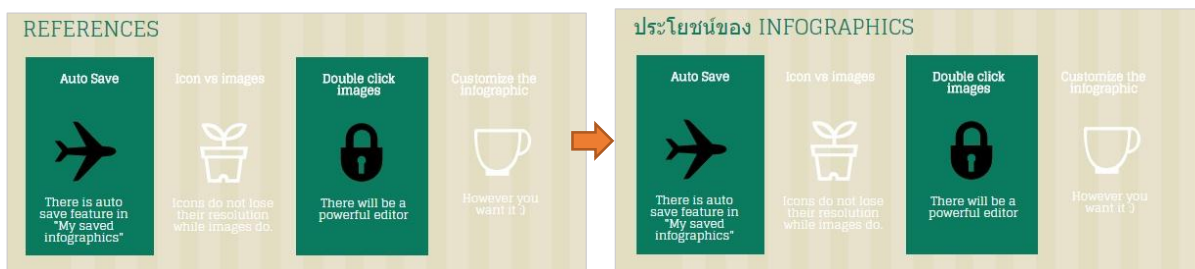 REFERENCES
Auto Save
Icon vs images
Double click
images
Customize the
infographic
There is auto
save feature in
"My saved
infographics"
Icons do not lose
their resolution
while images do.
There will be a
powerful editor
However you
want it :)
ประโยชน์ของ INFOGRAPHICS
Auto Save
Icon vs images
Double click
images
Customize the
infographic
There is auto
save feature in
"My saved
infographics"
Icons do not lose
their resolution
while images do.
There will be a
powerful editor
However you
want it :)